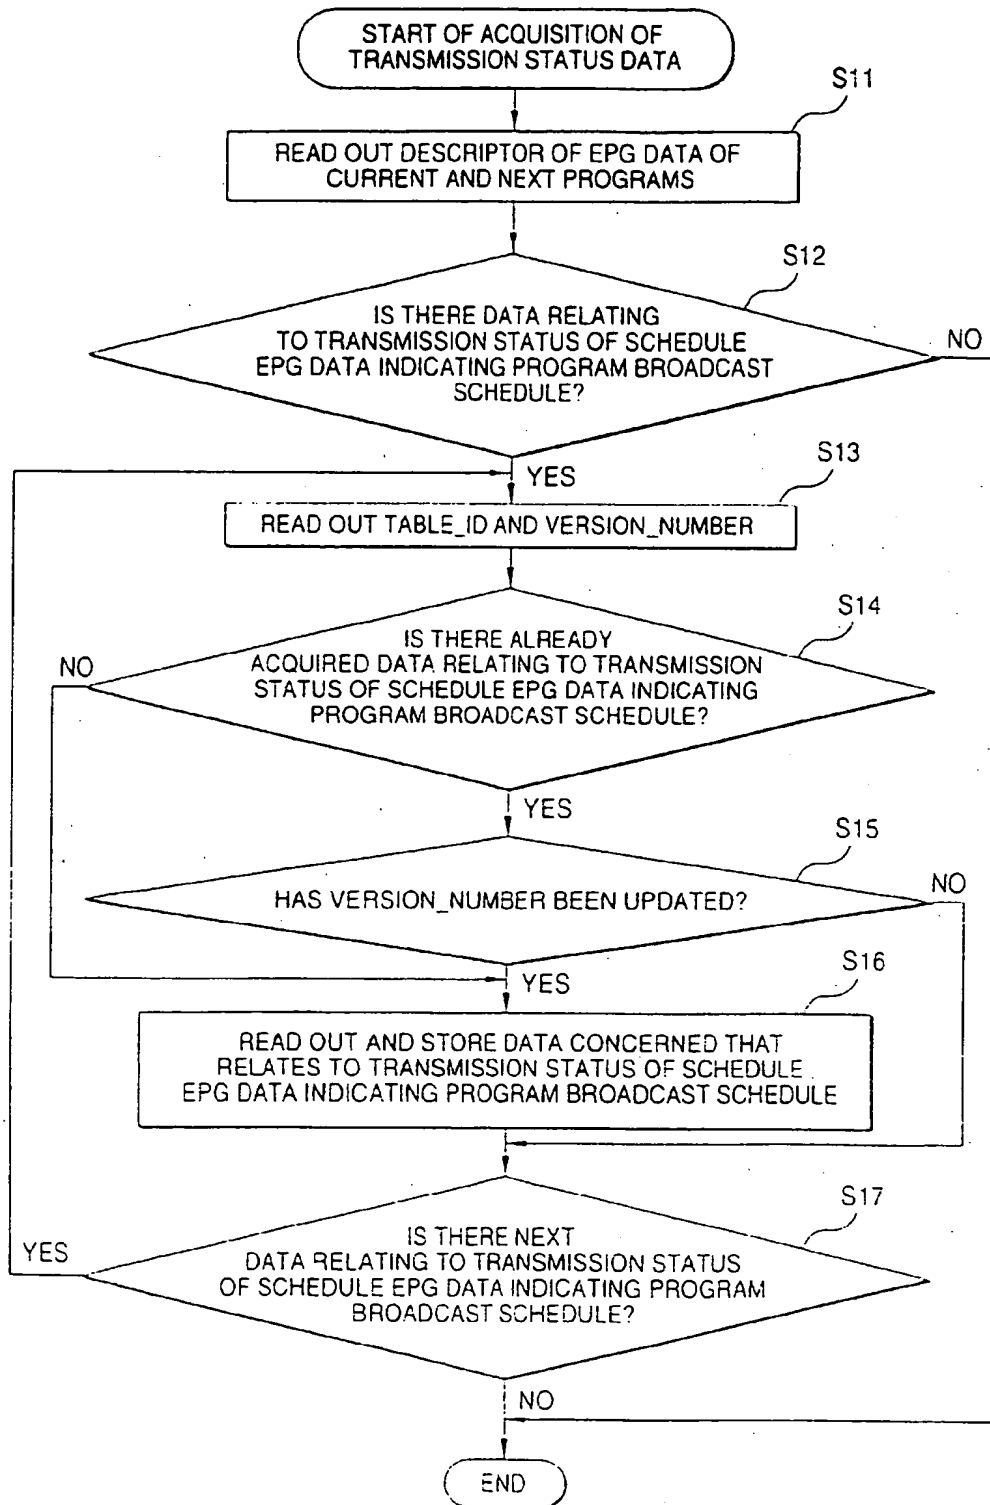 START OF ACQUISITION OF
TRANSMISSION STATUS DATA
S11
READ OUT DESCRIPTOR OF EPG DATA OF
CURRENT AND NEXT PROGRAMS
S12
IS THERE DATA RELATING
TO TRANSMISSION STATUS OF SCHEDULE
EPG DATA INDICATING PROGRAM BROADCAST
SCHEDULE?
NO
YES
S13
READ OUT TABLE_ID AND VERSION_NUMBER
S14
IS THERE ALREADY
ACQUIRED DATA RELATING TO TRANSMISSION
STATUS OF SCHEDULE EPG DATA INDICATING
PROGRAM BROADCAST SCHEDULE?
NO
YES
S15
HAS VERSION_NUMBER BEEN UPDATED?
NO
YES
S16
READ OUT AND STORE DATA CONCERNED THAT
RELATES TO TRANSMISSION STATUS OF SCHEDULE
EPG DATA INDICATING PROGRAM BROADCAST SCHEDULE
S17
IS THERE NEXT
DATA RELATING TO TRANSMISSION STATUS
OF SCHEDULE EPG DATA INDICATING PROGRAM
BROADCAST SCHEDULE?
YES
NO
END